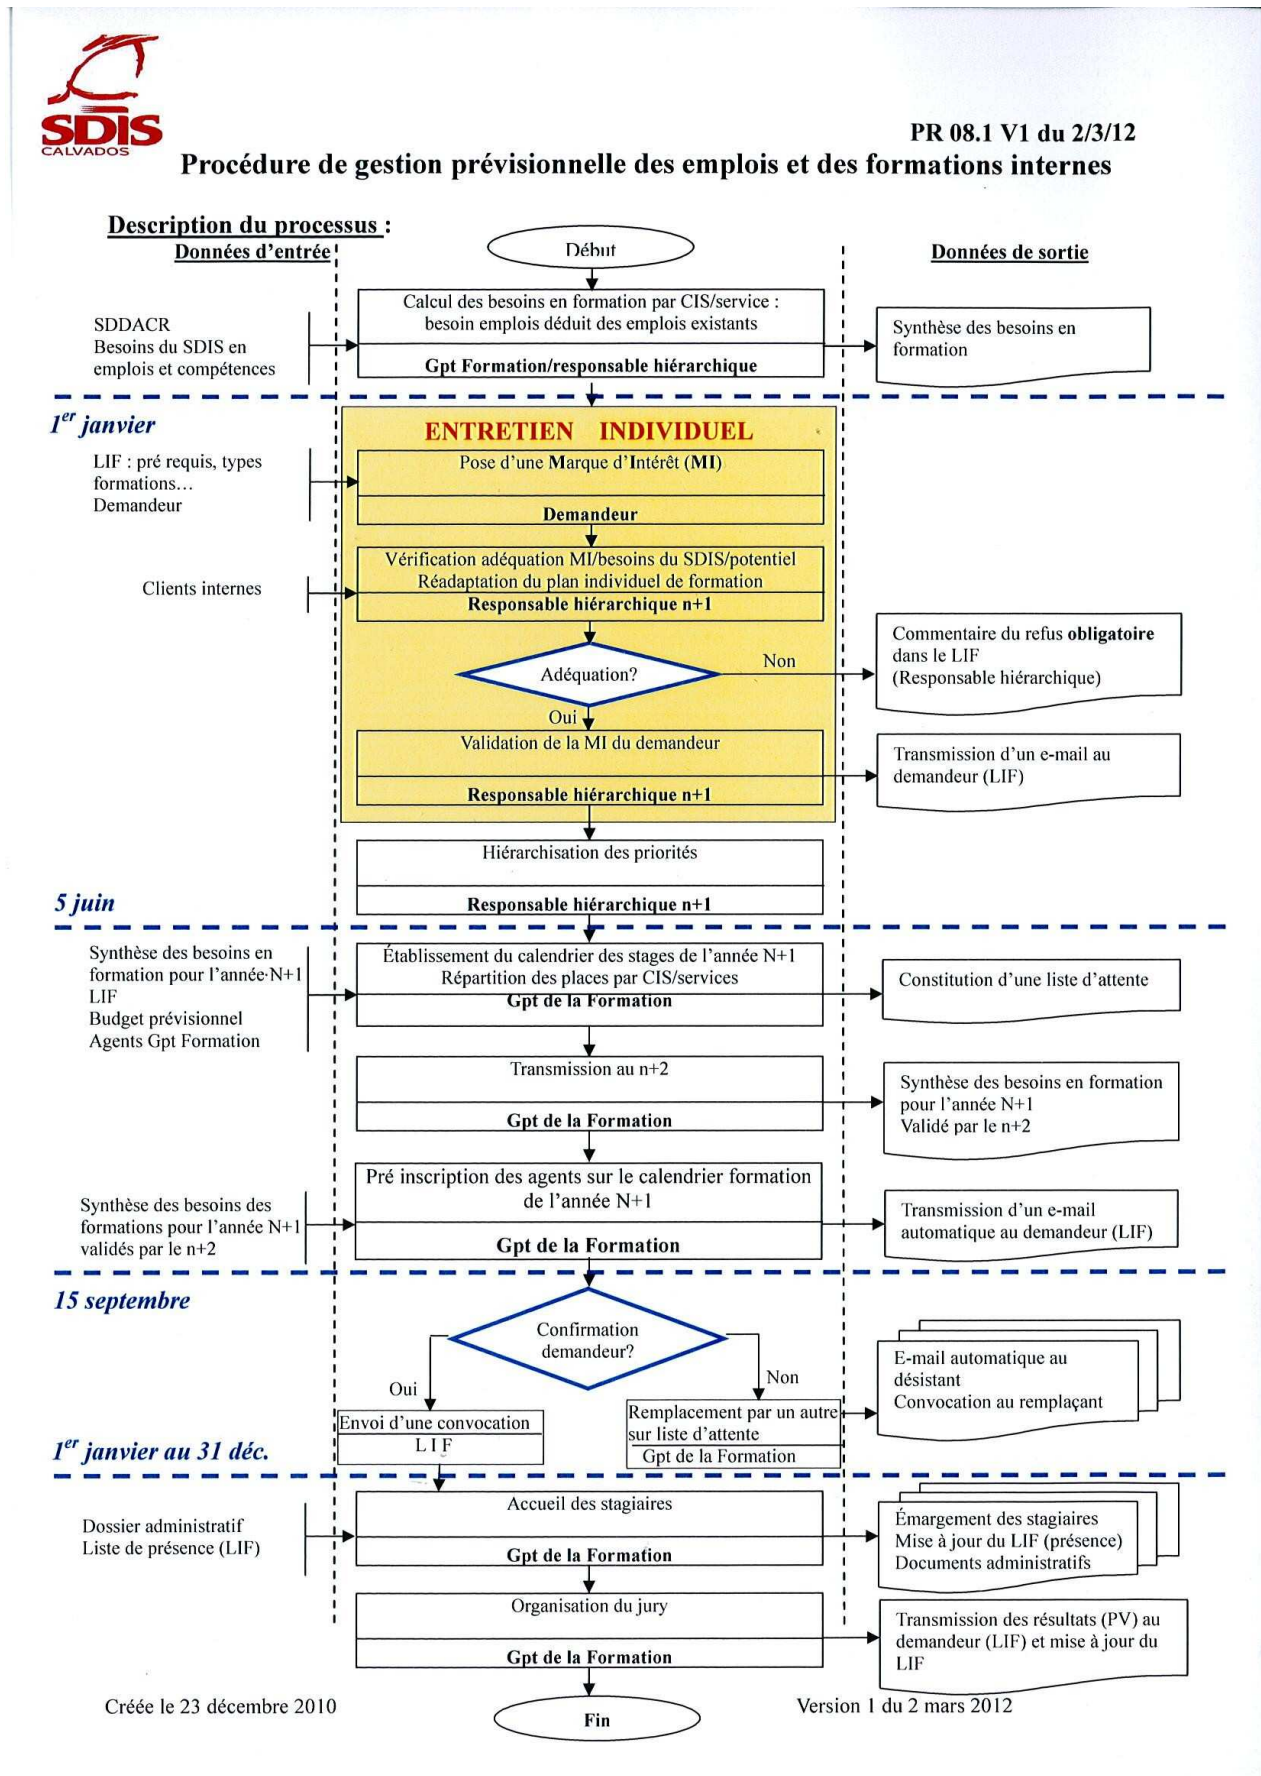 SDIS
CALVADOS
PR 08.1 V1 du 2/3/12
Procédure de gestion prévisionnelle des emplois et des formations internes
Description du processus :
Données d'entrée
Début
Données de sortie
SDDACR
Besoins du SDIS en
emplois et compétences
Calcul des besoins en formation par CIS/service :
besoin emplois déduit des emplois existants
Gpt Formation/responsable hiérarchique
Synthèse des besoins en
formation
1er janvier
ENTRETIEN INDIVIDUEL
LIF : pré requis, types
formations…
Demandeur
Pose d'une Marque d'Intérêt (MI)
Demandeur
Clients internes
Vérification adéquation MI/besoins du SDIS/potentiel
Réadaptation du plan individuel de formation
Responsable hiérarchique n+1
Adéquation?
Non
Commentaire du refus obligatoire
dans le LIF
(Responsable hiérarchique)
Oui
Validation de la MI du demandeur
Responsable hiérarchique n+1
Transmission d'un e-mail au
demandeur (LIF)
Hiérarchisation des priorités
Responsable hiérarchique n+1
5 juin
Synthèse des besoins en
formation pour l'année N+1
LIF
Budget prévisionnel
Agents Gpt Formation
Établissement du calendrier des stages de l'année N+1
Répartition des places par CIS/services
Gpt de la Formation
Constitution d'une liste d'attente
Transmission au n+2
Gpt de la Formation
Synthèse des besoins en formation
pour l'année N+1
Validé par le n+2
Synthèse des besoins des
formations pour l'année N+1
validés par le n+2
Pré inscription des agents sur le calendrier formation
de l'année N+1
Gpt de la Formation
Transmission d'un e-mail
automatique au demandeur (LIF)
15 septembre
Confirmation
demandeur?
Oui
Non
Envoi d'une convocation
LIF
Remplacement par un autre
sur liste d'attente
Gpt de la Formation
E-mail automatique au
désistant
Convocation au remplaçant
1er janvier au 31 déc.
Dossier administratif
Liste de présence (LIF)
Accueil des stagiaires
Gpt de la Formation
Émargement des stagiaires
Mise à jour du LIF (présence)
Documents administratifs
Organisation du jury
Gpt de la Formation
Transmission des résultats (PV) au
demandeur (LIF) et mise à jour du
LIF
Créée le 23 décembre 2010
Fin
Version 1 du 2 mars 2012